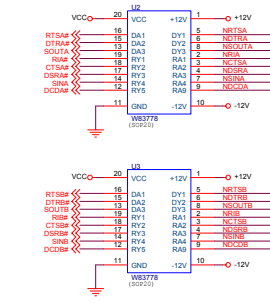 U2
VCC 20 VCC +12V 1 +12V
RTSA# 16 DA1 DY1 5 NRTSA
DTRA# 15 DA2 DY2 6 NDTRA
SOUTA 13 DA3 DY3 8 NSOUTA
RIA# 19 RY1 RA1 2 NRIA
CTSA# 18 RY2 RA2 3 NCTSA
DSRA# 17 RY3 RA3 4 NDSRA
SINA 14 RY4 RA4 7 NSINA
DCDA# 12 RY5 RA5 9 NDCDA
11 GND -12V 10 -12V
W83778
(SOP20)
U3
VCC 20 VCC +12V 1 +12V
RTSB# 16 DA1 DY1 5 NRTSB
DTRB# 15 DA2 DY2 6 NDTRB
SOUTB 13 DA3 DY3 8 NSOUTB
RIB# 19 RY1 RA1 2 NRIB
CTSB# 18 RY2 RA2 3 NCTSB
DSRB# 17 RY3 RA3 4 NDSRB
SINB 14 RY4 RA4 7 NSINB
DCDB# 12 RY5 RA5 9 NDCDB
11 GND -12V 10 -12V
W83778
(SOP20)